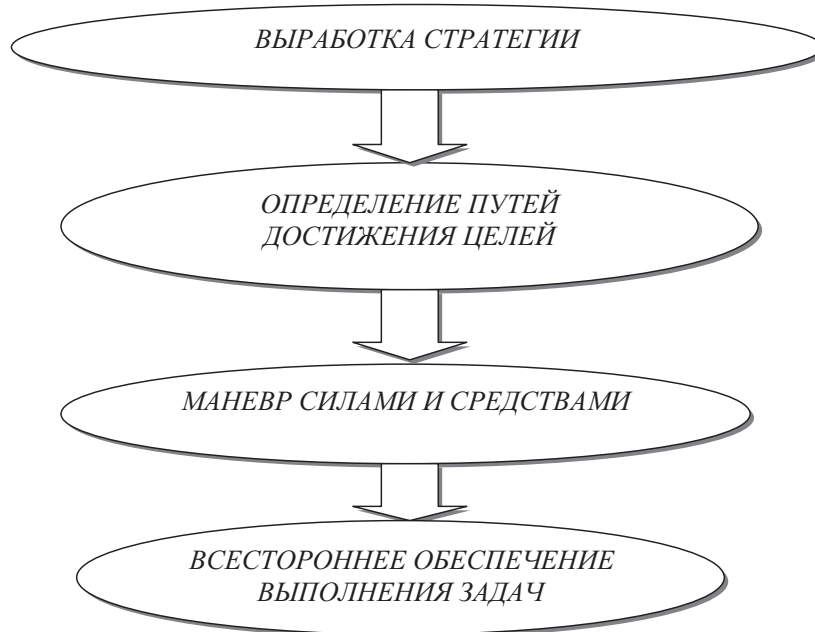 ВЫРАБОТКА СТРАТЕГИИ
ОПРЕДЕЛЕНИЕ ПУТЕЙ
ДОСТИЖЕНИЯ ЦЕЛЕЙ
МАНЕВР СИЛАМИ И СРЕДСТВАМИ
ВСЕСТОРОННЕЕ ОБЕСПЕЧЕНИЕ
ВЫПОЛНЕНИЯ ЗАДАЧ